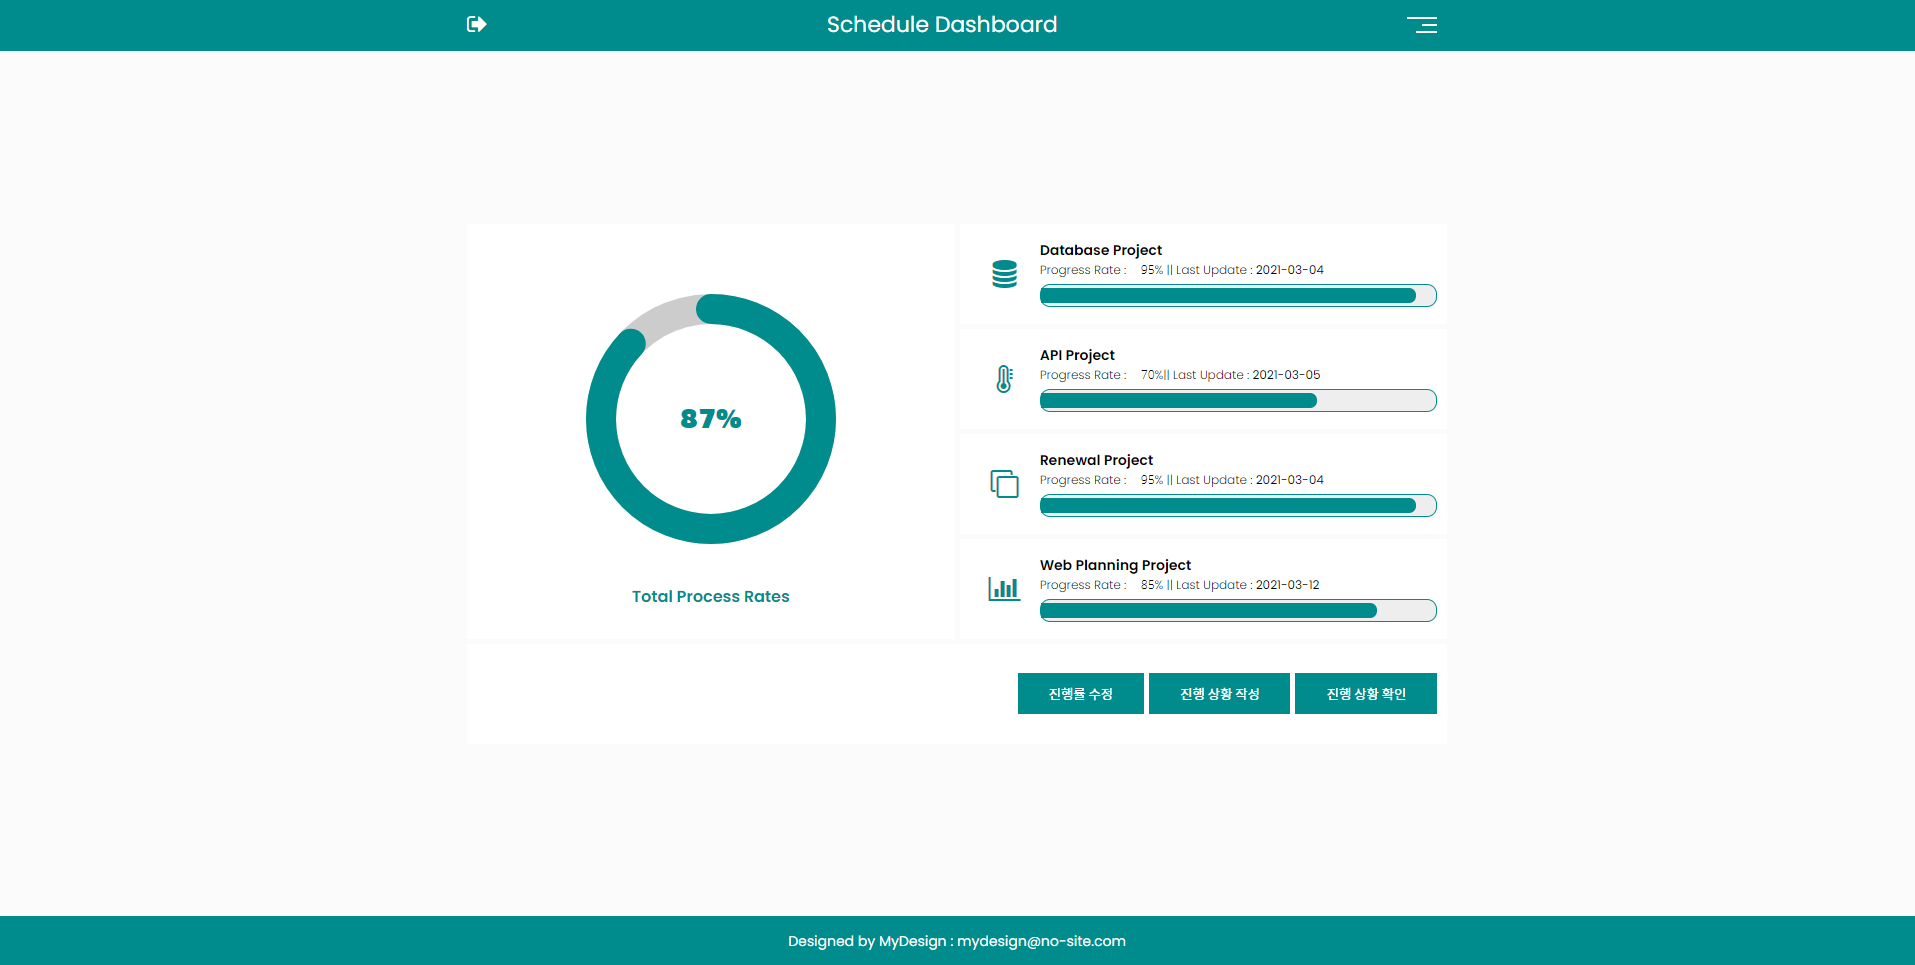 Schedule Dashboard
87%
Total Process Rates
Database Project
Progress Rate : 95% || Last Update : 2021-03-04
API Project
Progress Rate : 70%|| Last Update : 2021-03-05
Renewal Project
Progress Rate : 95% || Last Update : 2021-03-04
Web Planning Project
Progress Rate : 85% || Last Update : 2021-03-12
진행률 수정
진행 상황 작성
진행 상황 확인
Designed by MyDesign : mydesign@no-site.com